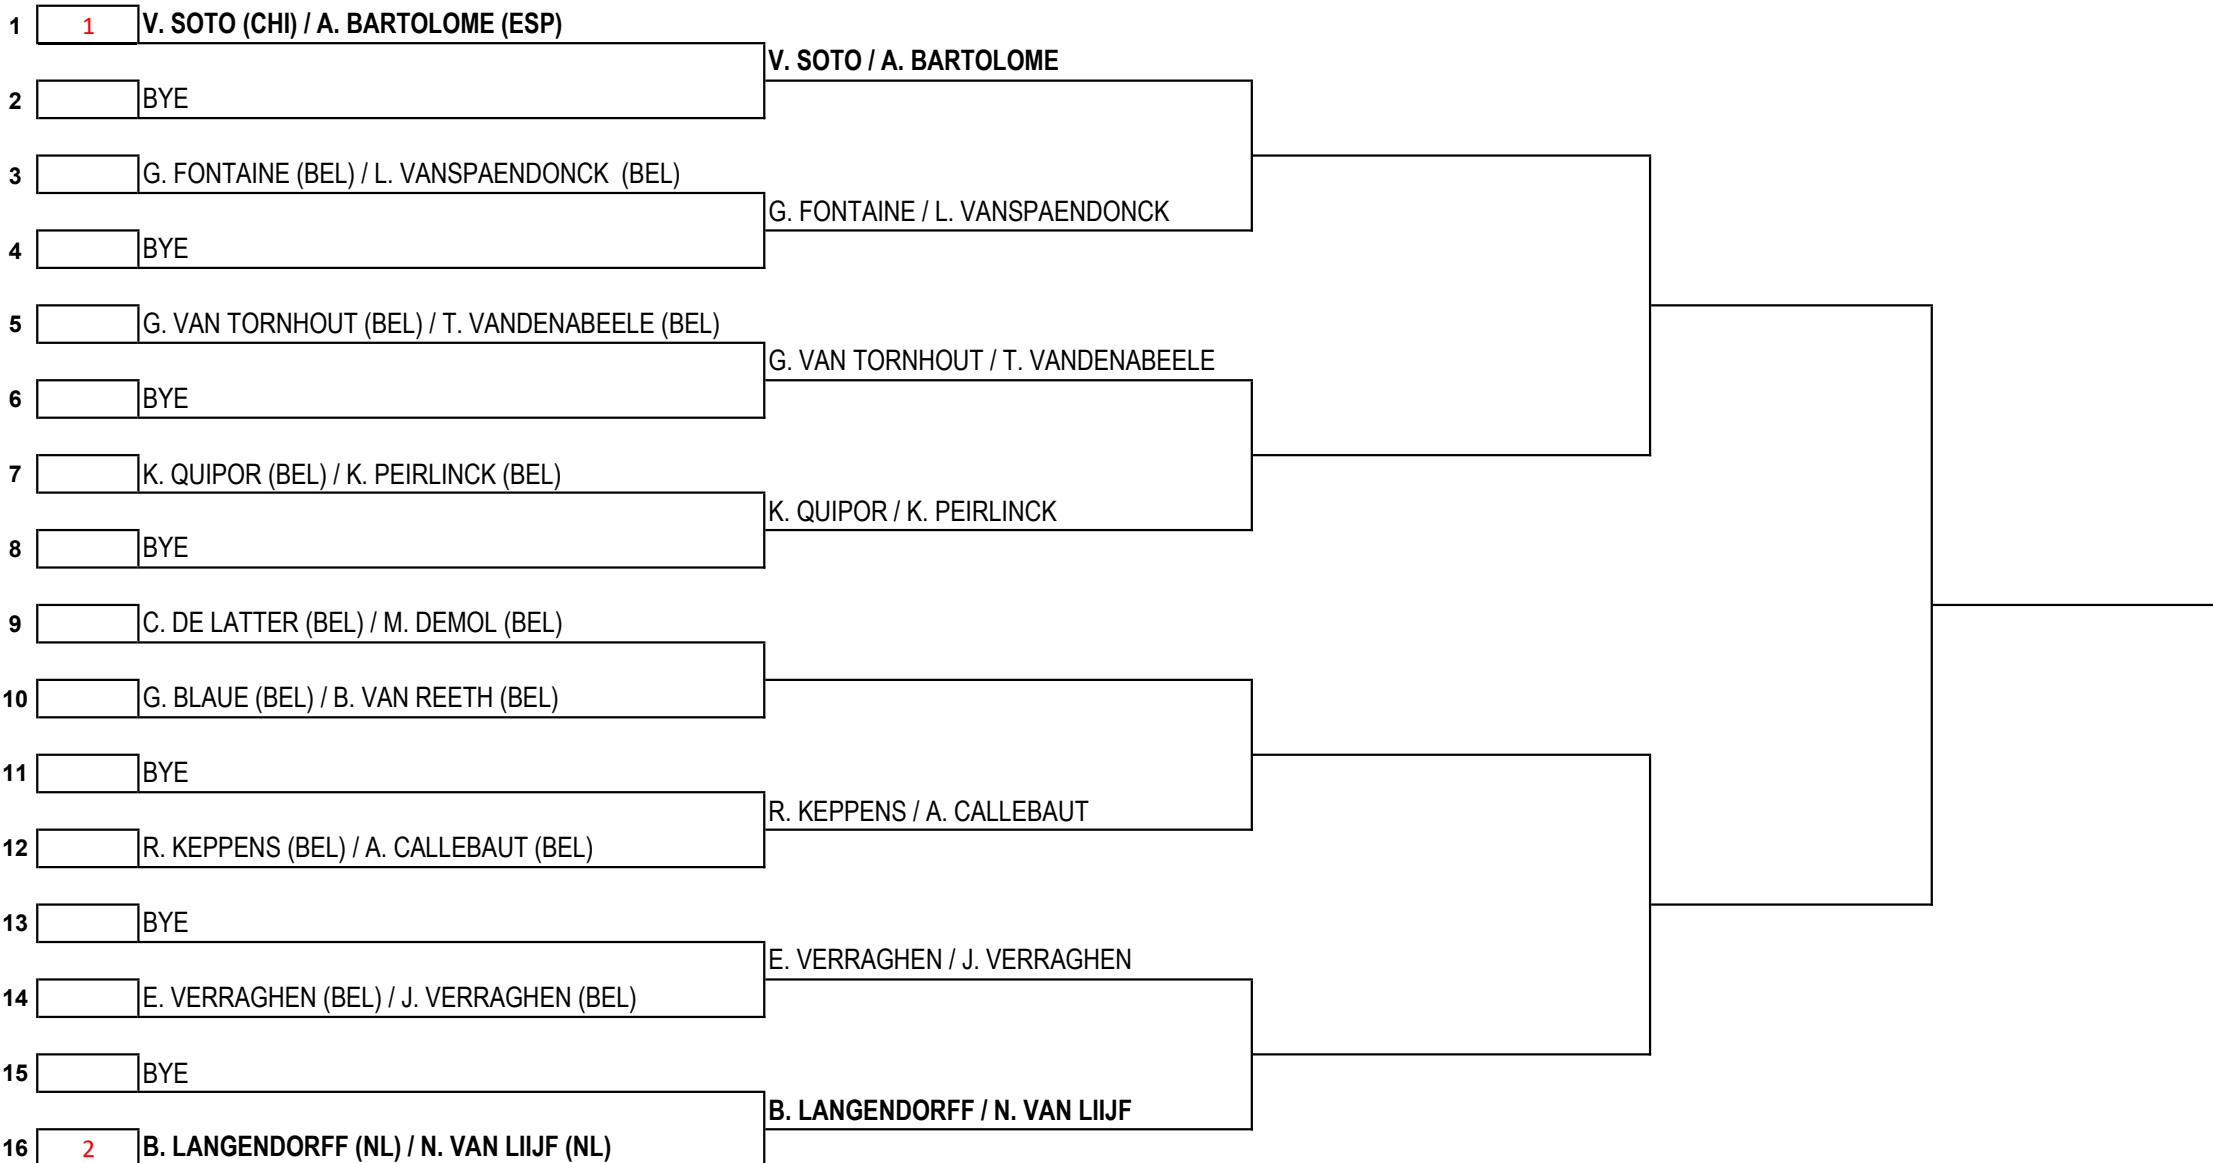 1 1 V. SOTO (CHI) / A. BARTOLOME (ESP)
V. SOTO / A. BARTOLOME
2 BYE
3 G. FONTAINE (BEL) / L. VANSPAENDONCK (BEL)
G. FONTAINE / L. VANSPAENDONCK
4 BYE
5 G. VAN TORNHOUT (BEL) / T. VANDENABEELE (BEL)
G. VAN TORNHOUT / T. VANDENABEELE
6 BYE
7 K. QUIPOR (BEL) / K. PEIRLINCK (BEL)
K. QUIPOR / K. PEIRLINCK
8 BYE
9 C. DE LATTER (BEL) / M. DEMOL (BEL)
10 G. BLAUE (BEL) / B. VAN REETH (BEL)
11 BYE
R. KEPPENS / A. CALLEBAUT
12 R. KEPPENS (BEL) / A. CALLEBAUT (BEL)
13 BYE
E. VERRAGHEN / J. VERRAGHEN
14 E. VERRAGHEN (BEL) / J. VERRAGHEN (BEL)
15 BYE
B. LANGENDORFF / N. VAN LIIJF
16 2 B. LANGENDORFF (NL) / N. VAN LIIJF (NL)